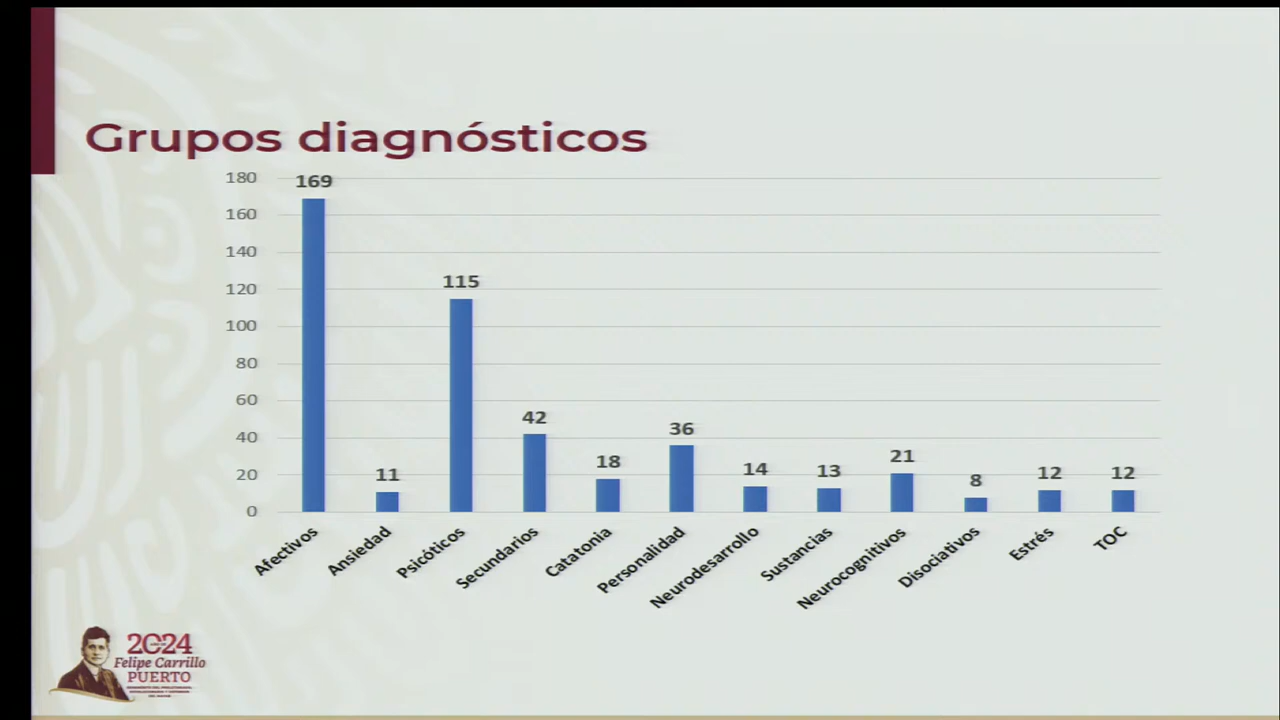 Grupos diagnósticos
180
160
140
120
100
80
60
40
20
0
169
11
115
42
18
36
14
13
21
8
12
12
Afectivos
Ansiedad
Psicóticos
Secundarios
Catatonia
Personalidad
Neurodesarrollo
Sustancias
Neurocognitivos
Disociativos
Estrés
TOC
2024
Felipe Carrillo
PUERTO